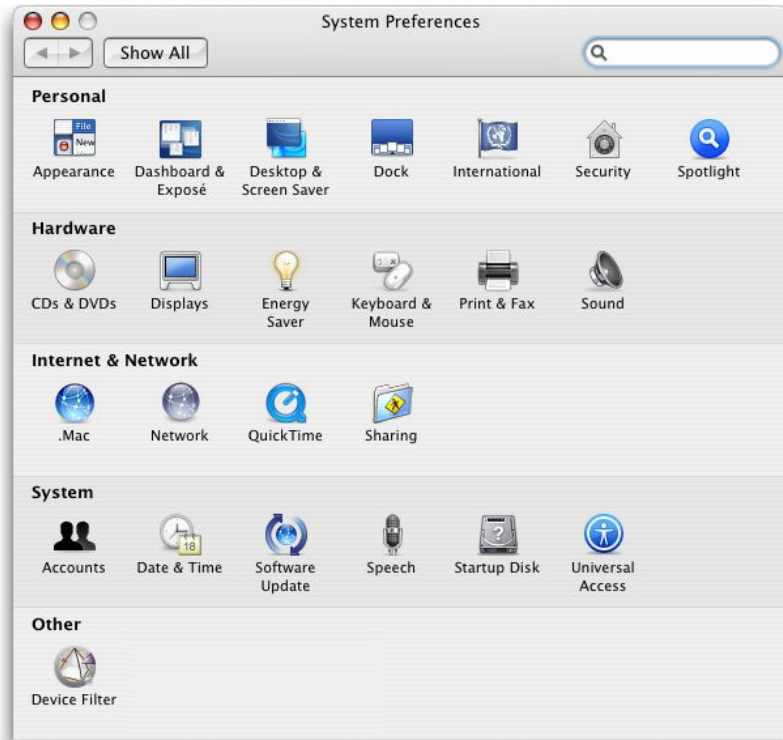 System Preferences
Show All
Personal
File
New
Appearance
Dashboard &
Exposé
Desktop &
Screen Saver
Dock
International
Security
Spotlight
Hardware
CDs & DVDs
Displays
Energy
Saver
Keyboard &
Mouse
Print & Fax
Sound
Internet & Network
.Mac
Network
QuickTime
Sharing
System
18
?
Accounts
Date & Time
Software
Update
Speech
Startup Disk
Universal
Access
Other
Device Filter